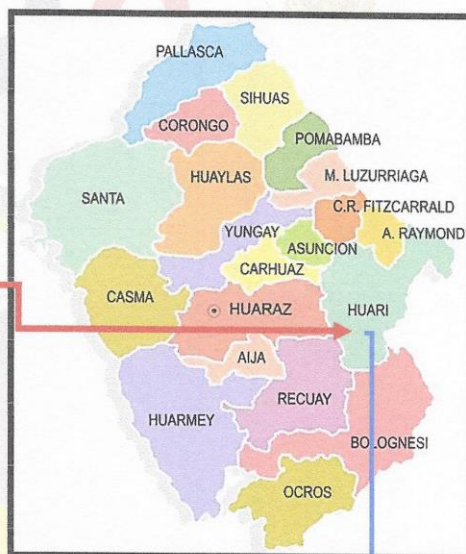 PALLASCA
SIHUAS
CORONGO
POMABAMBA
HUAYLAS
M. LUZURRIAGA
SANTA
C.R. FITZCARRALD
YUNGAY
ASUNCION
A. RAYMOND
CARHUAZ
CASMA
HUARAZ
HUARI
AIJA
RECUAY
HUARMEY
BOLOGNESI
OCROS